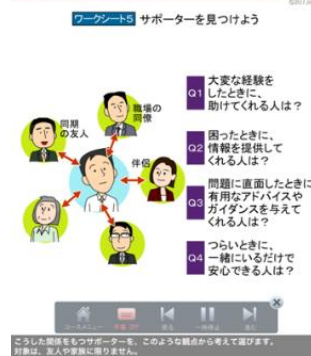 ワークシート5 サポーターを見つけよう
職場の
同僚
同期
の友人
伴侶
Q1 大変な経験を
したときに、
助けてくれる人は？
Q2 困ったときに、
情報を提供して
くれる人は？
Q3 問題に直面したときに
有用なアドバイスや
ガイダンスを与えて
くれる人は？
Q4 つらいときに、
一緒にいるだけで
安心できる人は？
コースメニュー 字幕 OFF 戻る 一時停止 進む
こうした関係をもつサポーターを、このような観点から考えて選びます。
対象は、友人や家族に限りません。